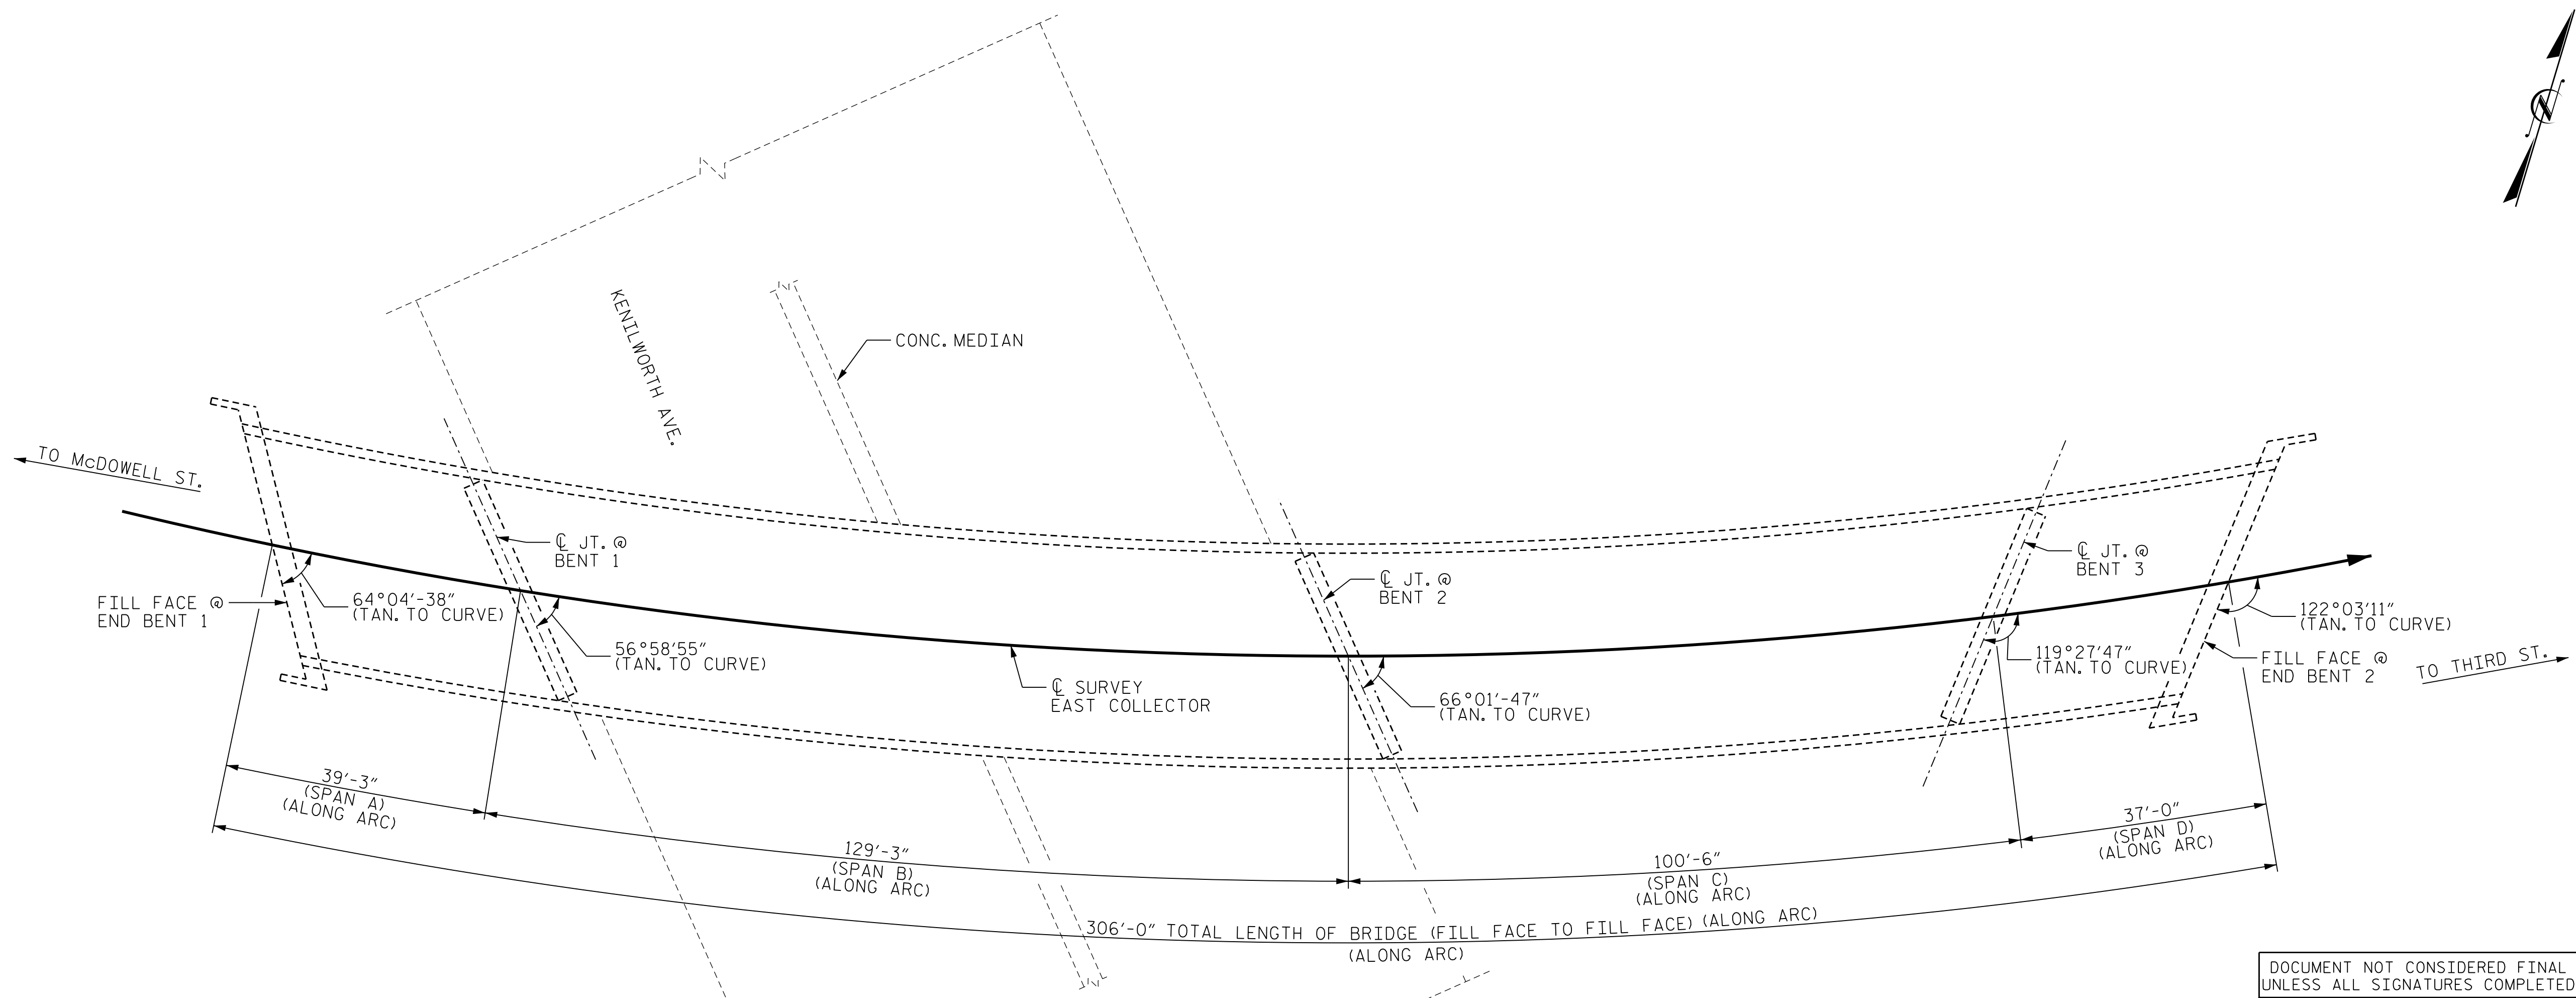 N
KENILWORTH AVE.
CONC. MEDIAN
TO McDOWELL ST.
℄ JT. @
BENT 1
℄ JT. @
BENT 2
℄ JT. @
BENT 3
FILL FACE @
END BENT 1
64°04'-38"
(TAN. TO CURVE)
56°58'55"
(TAN. TO CURVE)
℄ SURVEY
EAST COLLECTOR
66°01'-47"
(TAN. TO CURVE)
119°27'47"
(TAN. TO CURVE)
122°03'11"
(TAN. TO CURVE)
FILL FACE @
END BENT 2
TO THIRD ST.
39'-3"
(SPAN A)
(ALONG ARC)
129'-3"
(SPAN B)
(ALONG ARC)
100'-6"
(SPAN C)
(ALONG ARC)
37'-0"
(SPAN D)
(ALONG ARC)
306'-0" TOTAL LENGTH OF BRIDGE (FILL FACE TO FILL FACE) (ALONG ARC)
(ALONG ARC)
DOCUMENT NOT CONSIDERED FINAL
UNLESS ALL SIGNATURES COMPLETED